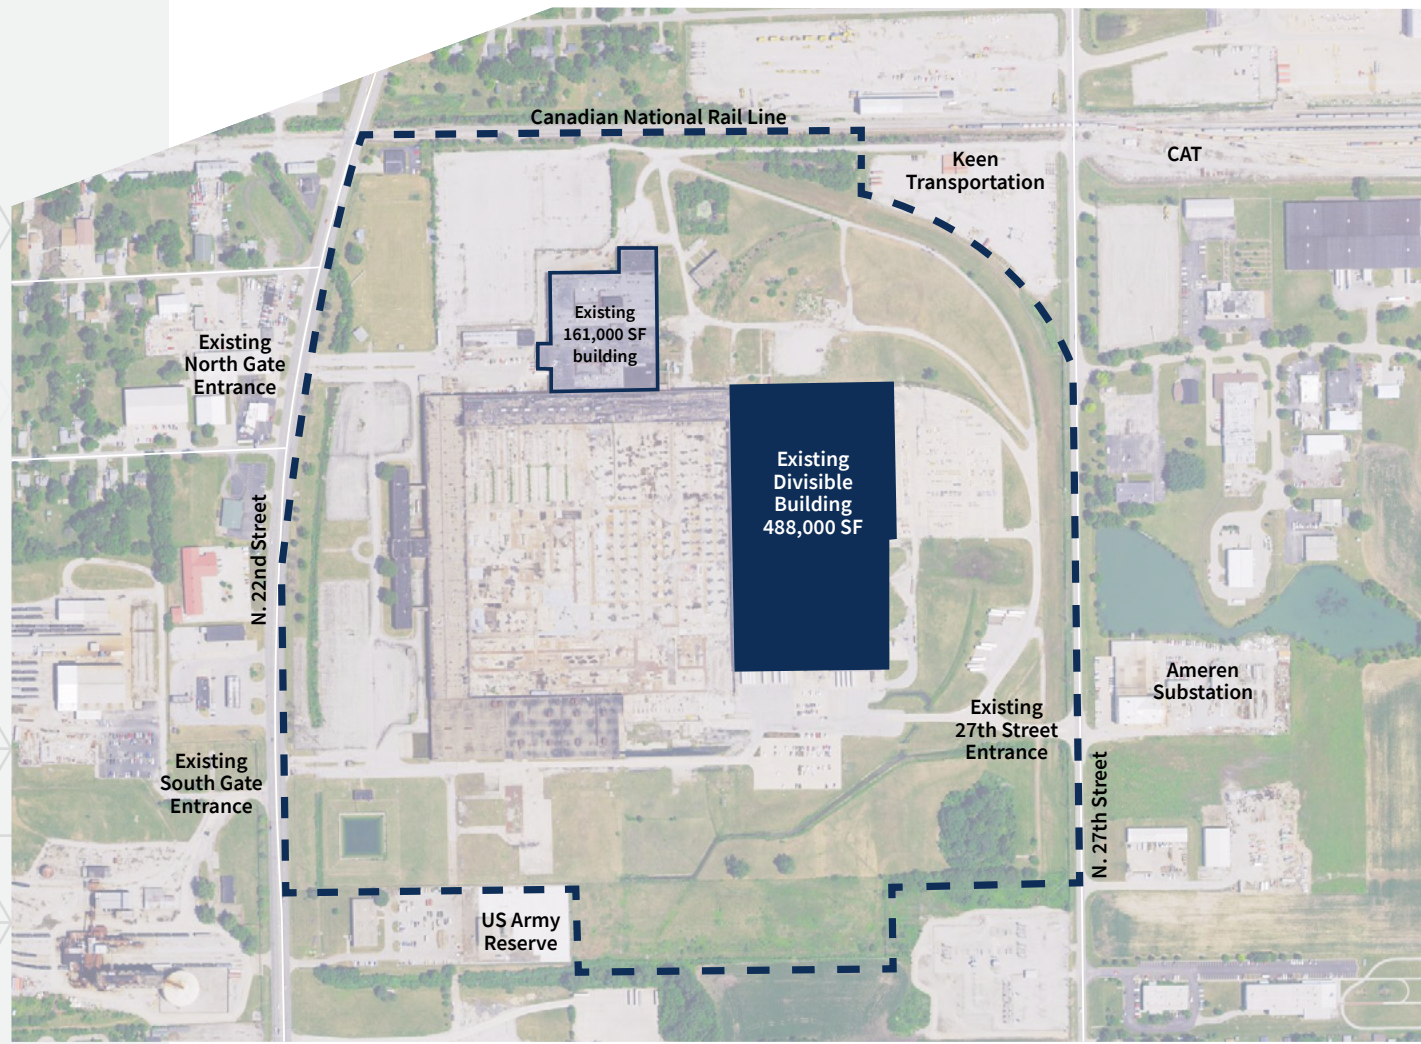 Canadian National Rail Line
Keen
Transportation
CAT
Existing
161,000 SF
building
Existing
North Gate
Entrance
Existing
Divisible
Building
488,000 SF
N. 22nd Street
Ameren
Substation
Existing
27th Street
Entrance
Existing
South Gate
Entrance
N. 27th Street
US Army
Reserve